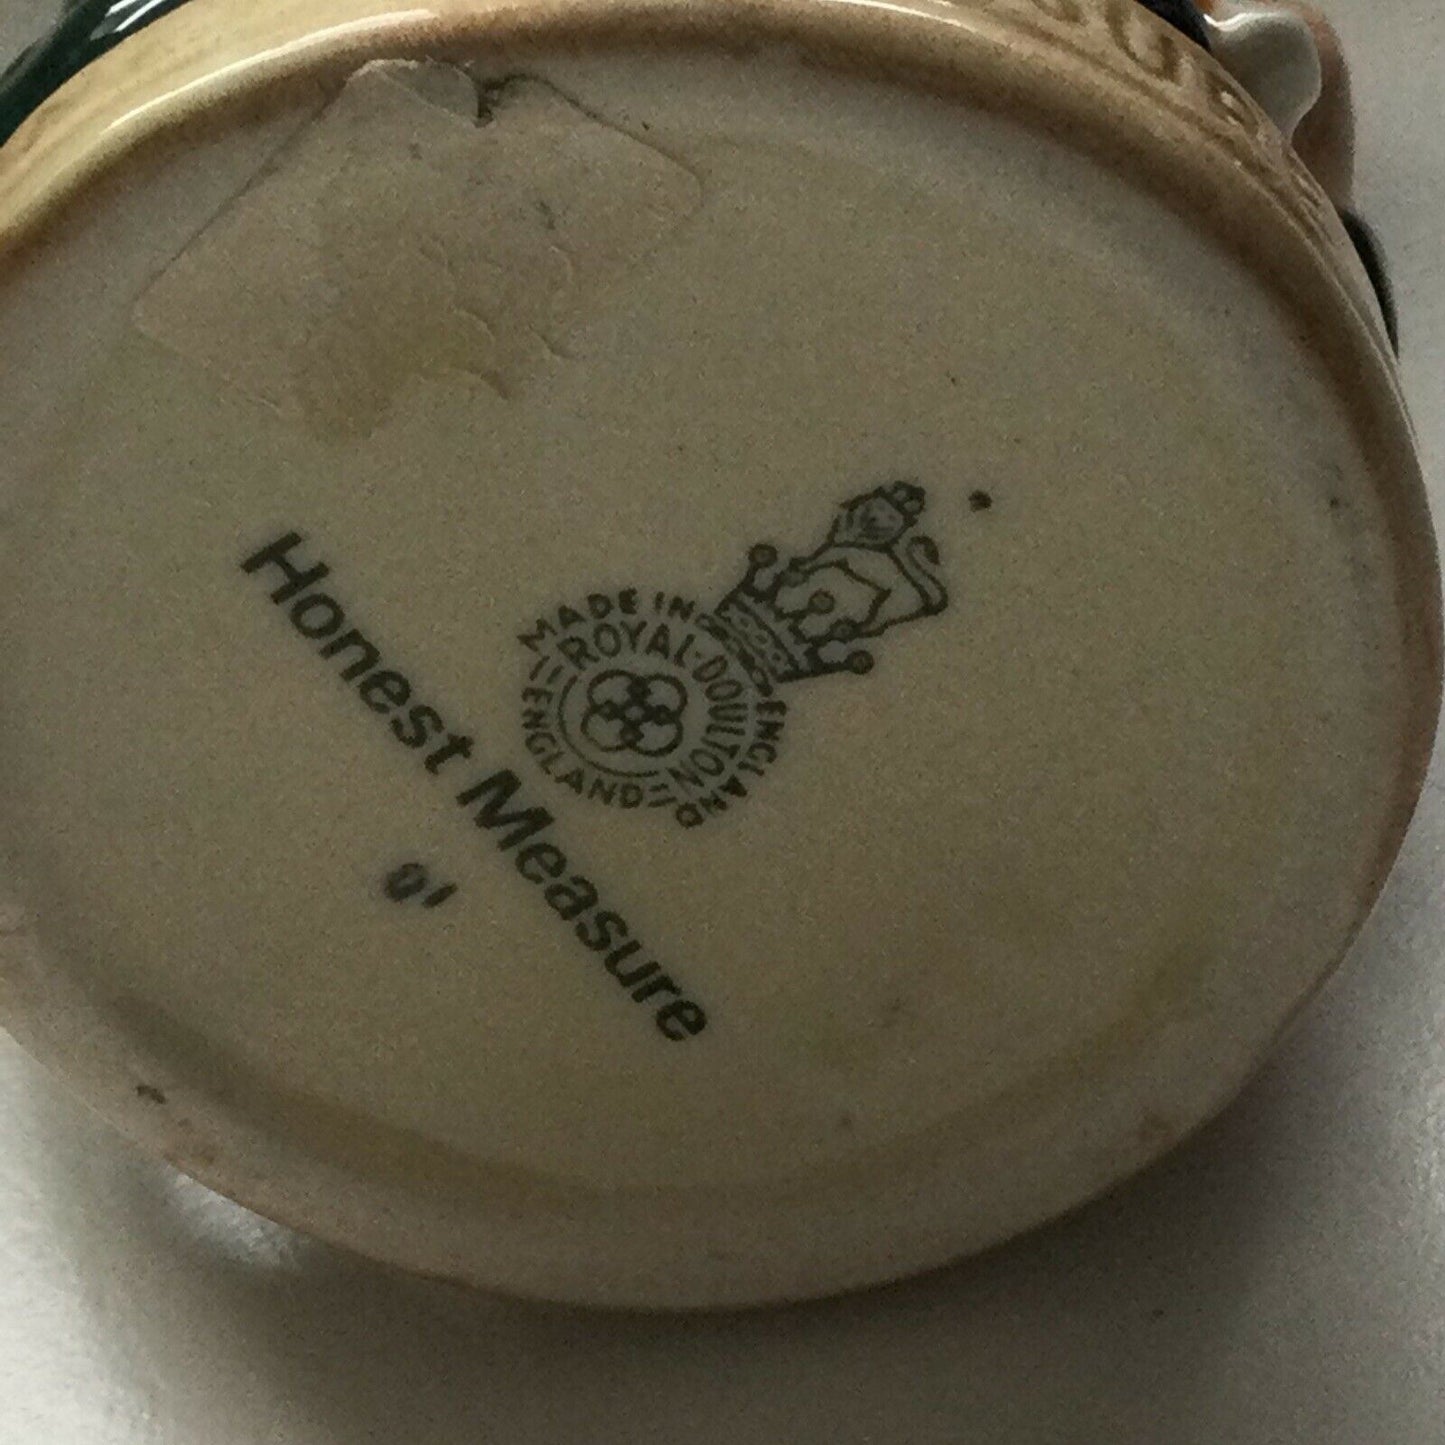 MADE IN ENGLAND
ROYAL·DOULTON
ENGLAND
Honest Measure